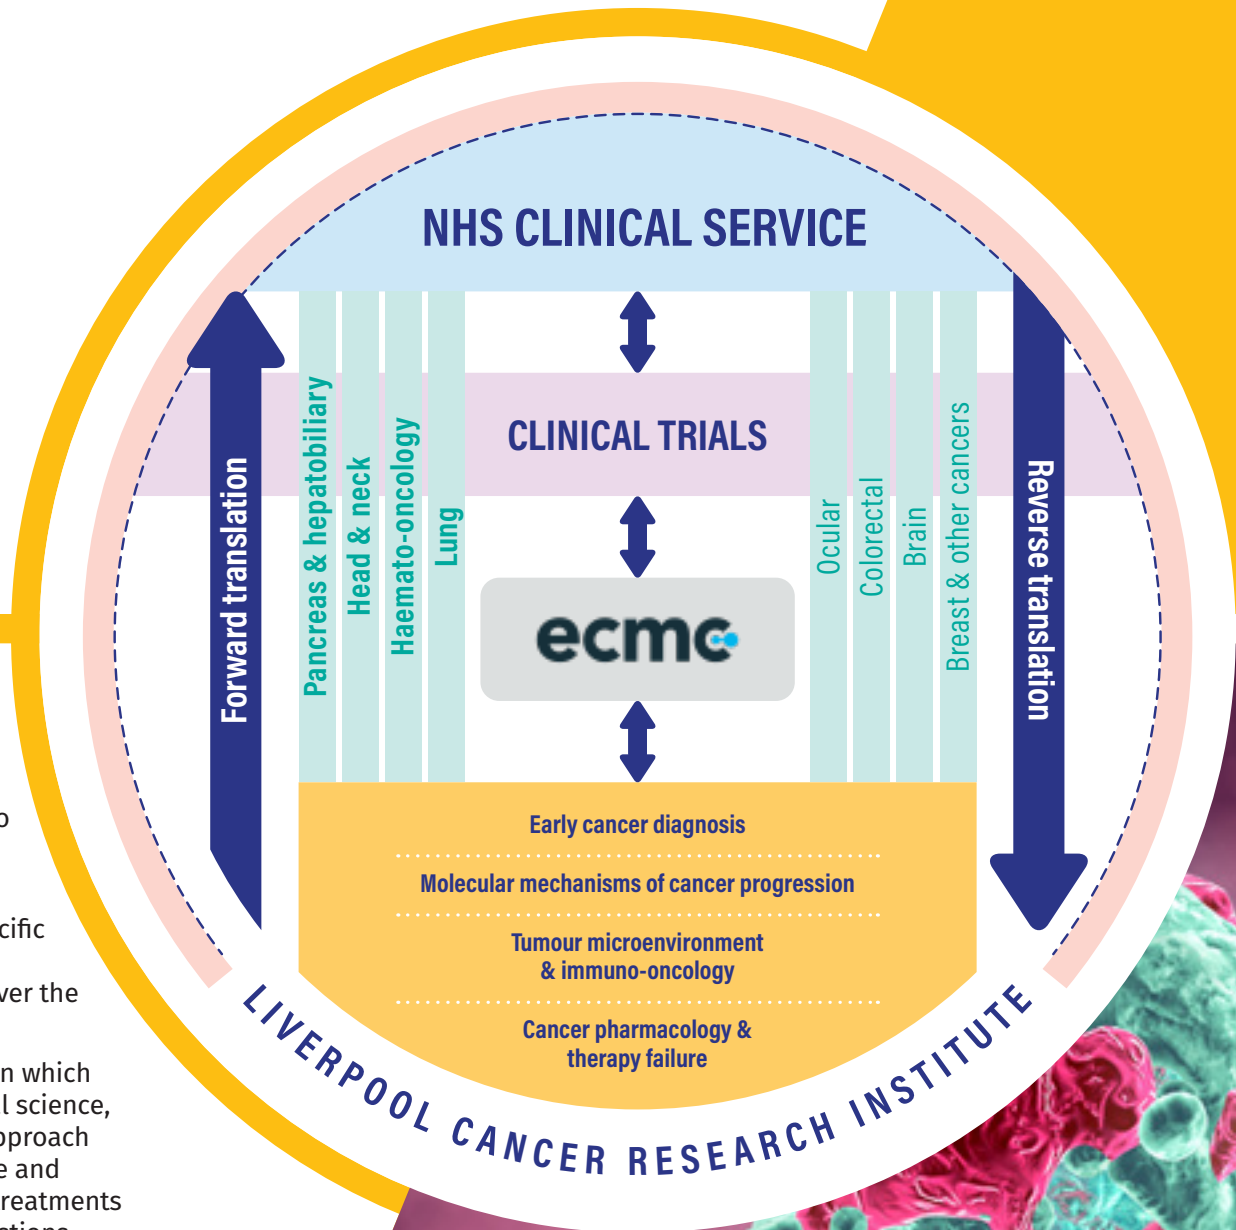 NHS CLINICAL SERVICE
CLINICAL TRIALS
Forward translation
Pancreas & hepatobiliary
Head & neck
Haemato-oncology
Lung
ecmc
Ocular
Colorectal
Brain
Breast & other cancers
Reverse translation
Early cancer diagnosis
Molecular mechanisms of cancer progression
Tumour microenvironment
& immuno-oncology
Cancer pharmacology &
therapy failure
LIVERPOOL CANCER RESEARCH INSTITUTE
ver the
n which
science,
e and
reatments